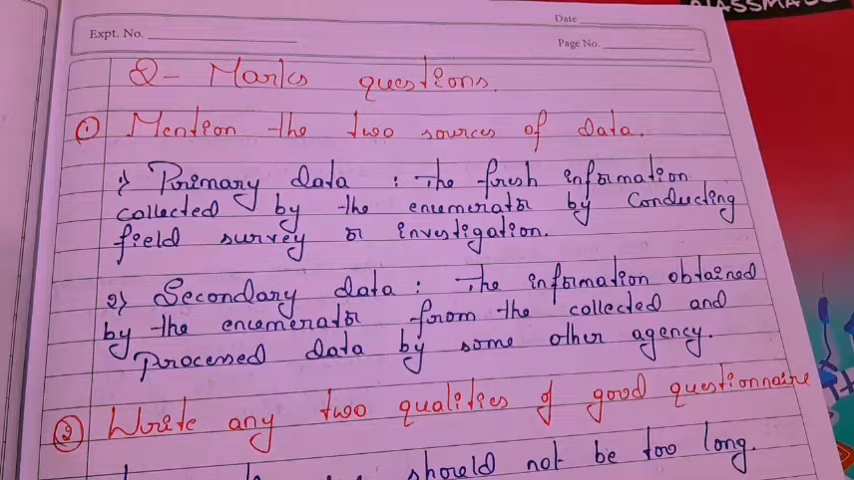 CLASSMA
Date
Expt. No.
Page No.
2- Marks questions.
① Mention the two sources of data.
1) Primary data : The fresh information
collected by the enumerator by Conducting
field survey or investigation.
2) Secondary data : The information obtained
by the enumerator from the collected and
Processed data by some other agency.
② Write any two qualities of good questionnaire
should not be too long.